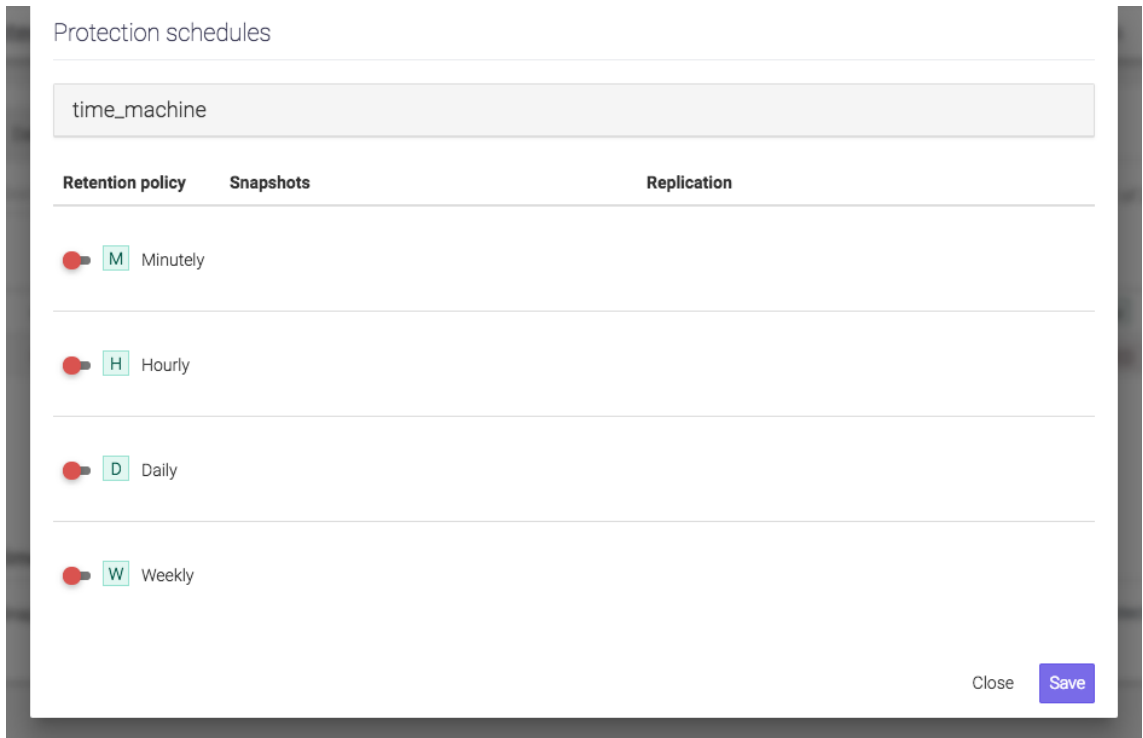 Protection schedules
time_machine
Retention policy Snapshots Replication
M Minutely
H Hourly
D Daily
W Weekly
Close Save